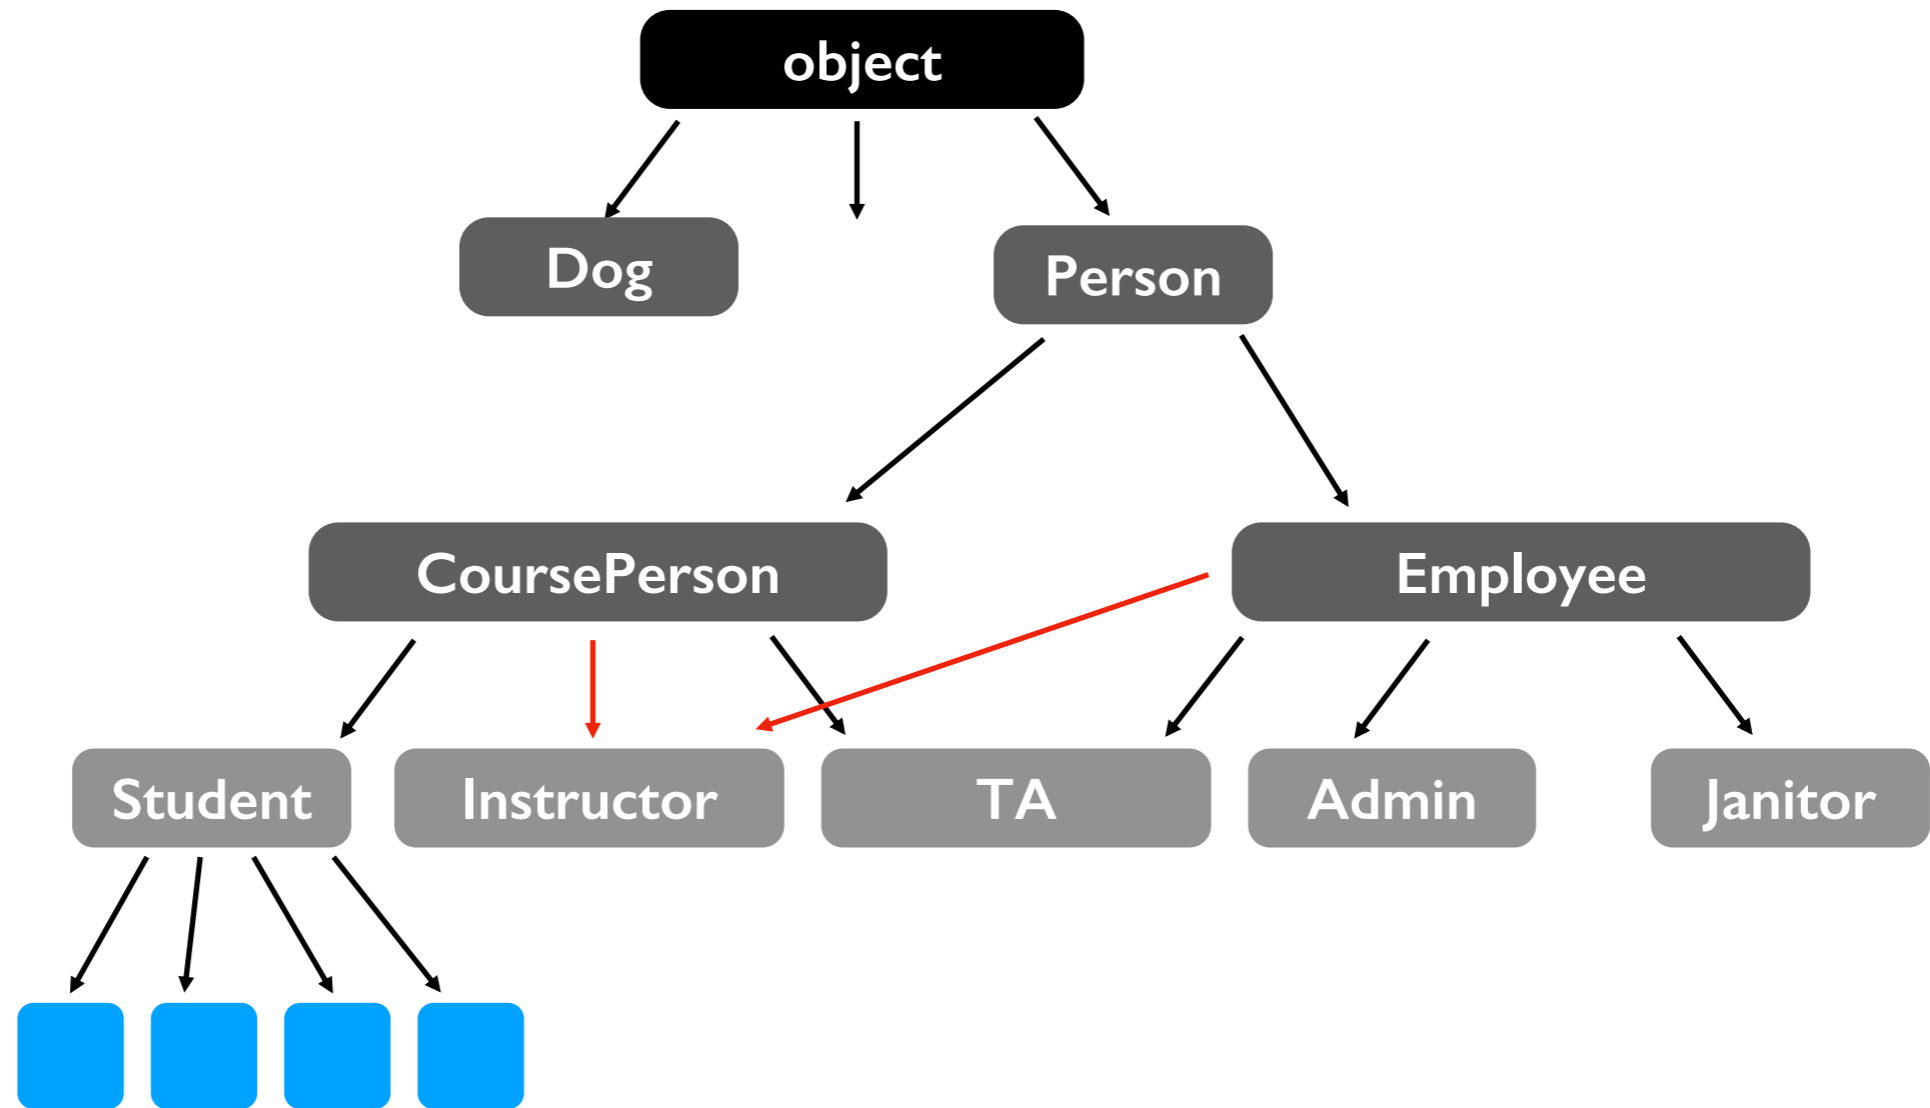 object
Dog
Person
CoursePerson
Employee
Student
Instructor
TA
Admin
Janitor